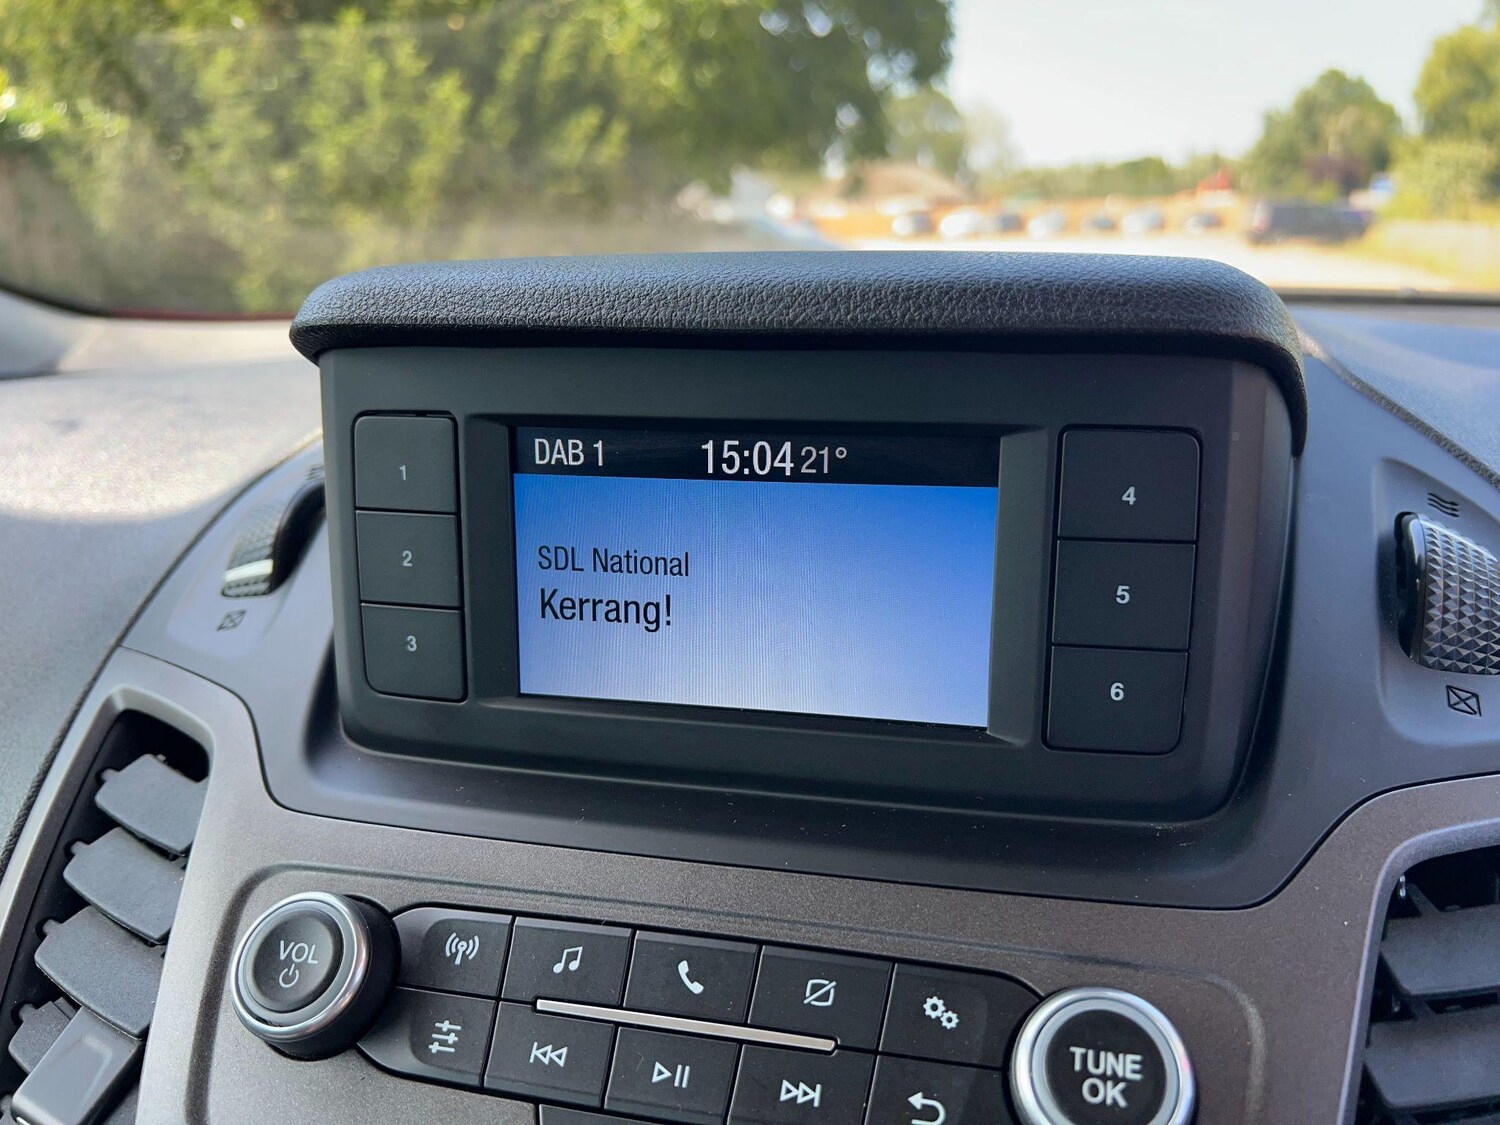 DAB 1 15:04 21°
SDL National
Kerrang!
1
2
3
4
5
6
VOL
TUNE
OK